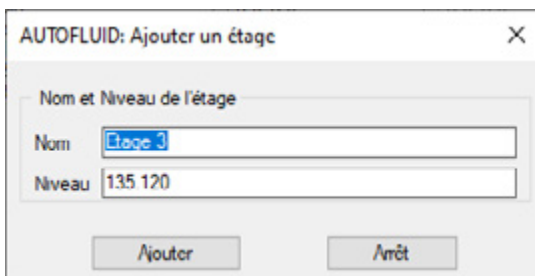 AUTOFLUID: Ajouter un étage
Nom et Niveau de l'étage
Nom Etage 3
Niveau 135.120
Ajouter Arrêt